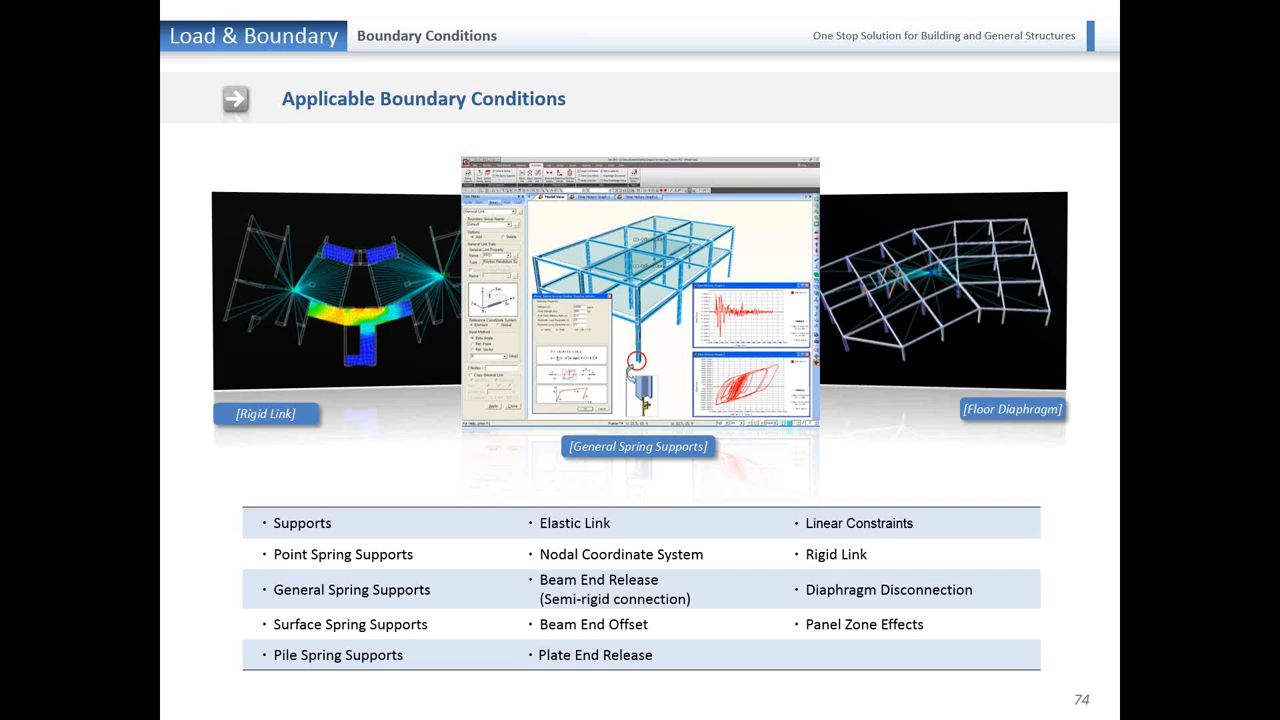 Load & Boundary
Boundary Conditions
One Stop Solution for Building and General Structures
Applicable Boundary Conditions
[Rigid Link]
[General Spring Supports]
[Floor Diaphragm]
· Supports
· Elastic Link
· Linear Constraints
· Point Spring Supports
· Nodal Coordinate System
· Rigid Link
· General Spring Supports
· Beam End Release
(Semi-rigid connection)
· Diaphragm Disconnection
· Surface Spring Supports
· Beam End Offset
· Panel Zone Effects
· Pile Spring Supports
· Plate End Release
74